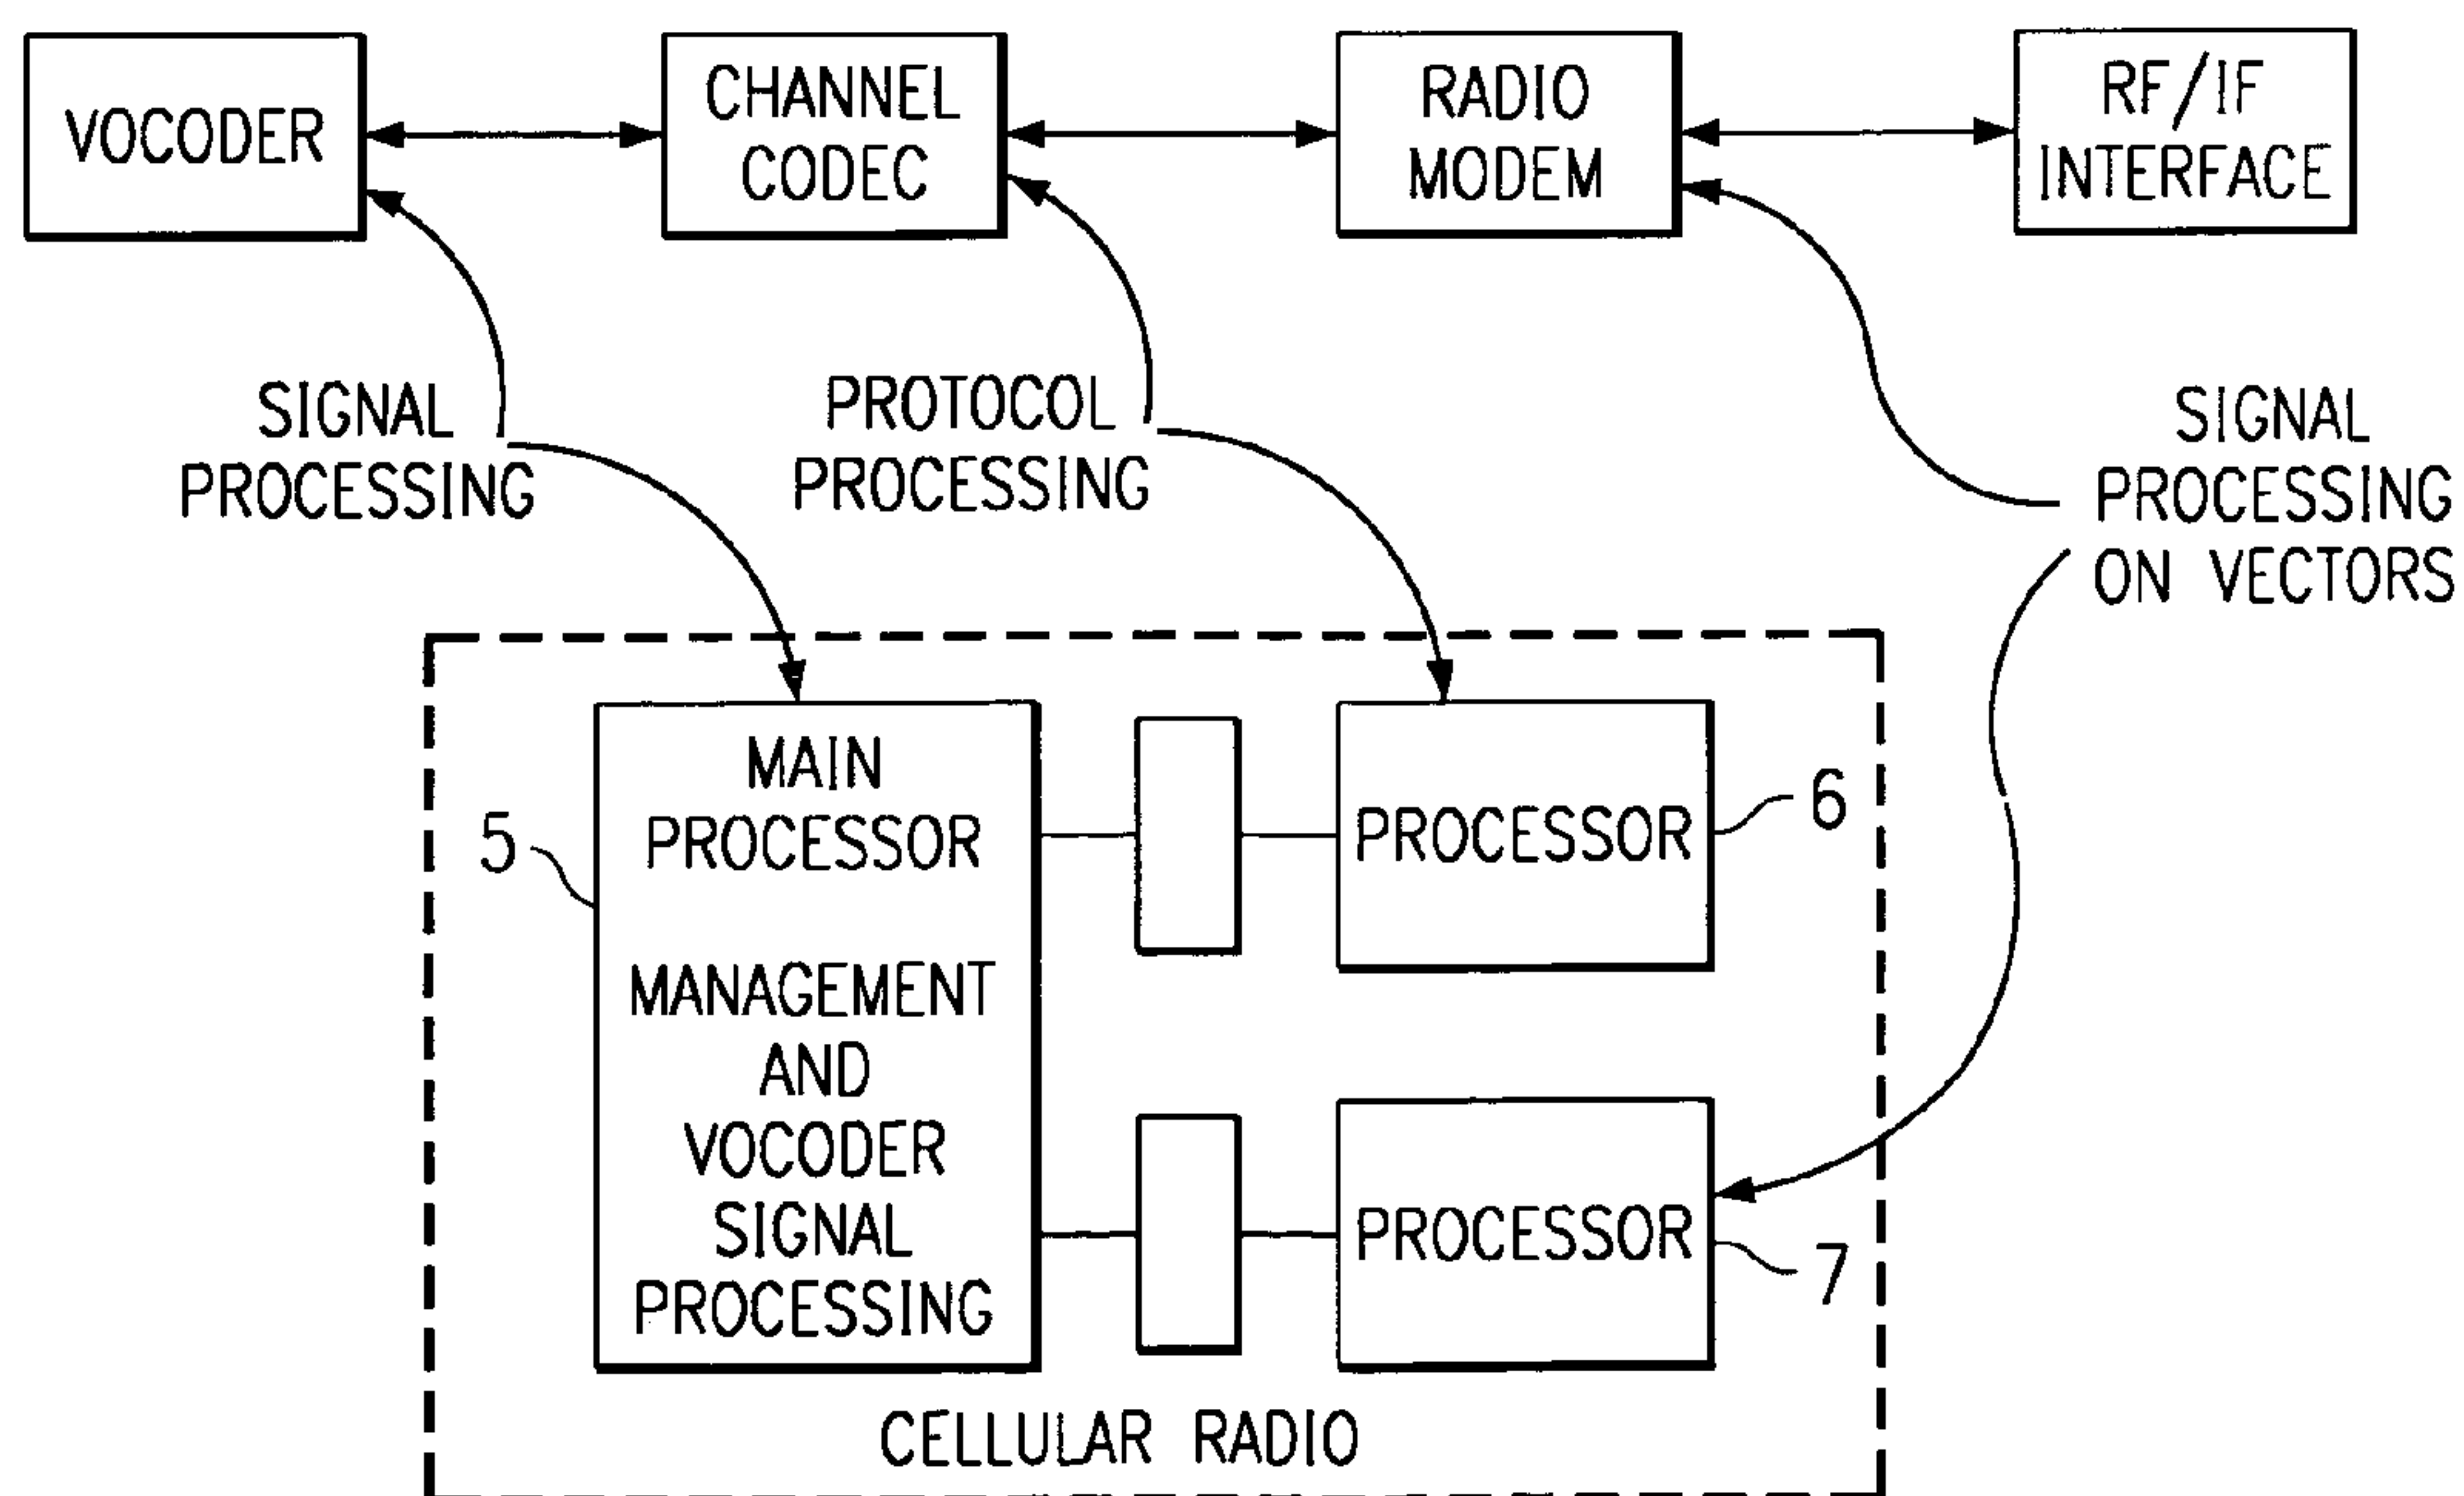 VOCODER
CHANNEL
CODEC
RADIO
MODEM
RF/IF
INTERFACE
SIGNAL
PROCESSING
PROTOCOL
PROCESSING
SIGNAL
PROCESSING
ON VECTORS
5
MAIN
PROCESSOR
MANAGEMENT
AND
VOCODER
SIGNAL
PROCESSING
PROCESSOR
6
PROCESSOR
7
CELLULAR RADIO